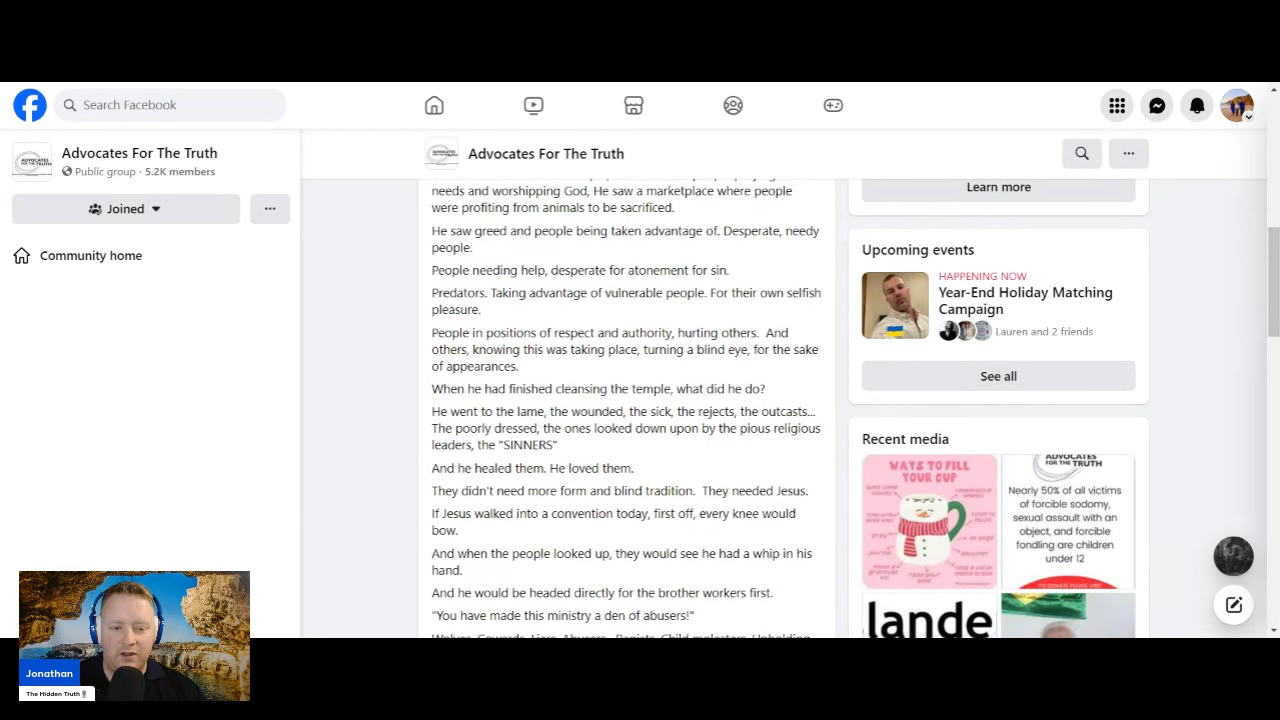 Search Facebook
Advocates For The Truth
Public group · 5.2K members
Joined
Community home
Advocates For The Truth
needs and worshipping God, He saw a marketplace where people
were profiting from animals to be sacrificed.
He saw greed and people being taken advantage of. Desperate, needy
people.
People needing help, desperate for atonement for sin.
Predators. Taking advantage of vulnerable people. For their own selfish
pleasure.
People in positions of respect and authority, hurting others. And
others, knowing this was taking place, turning a blind eye, for the sake
of appearances.
When he had finished cleansing the temple, what did he do?
He went to the lame, the wounded, the sick, the rejects, the outcasts...
The poorly dressed, the ones looked down upon by the pious religious
leaders, the "SINNERS"
And he healed them. He loved them.
They didn't need more form and blind tradition. They needed Jesus.
If Jesus walked into a convention today, first off, every knee would
bow.
And when the people looked up, they would see he had a whip in his
hand.
And he would be headed directly for the brother workers first.
"You have made this ministry a den of abusers!"
Wolves. Cowards. Liars. Abusers. Rapists. Child molesters. Upholding
Learn more
Upcoming events
HAPPENING NOW
Year-End Holiday Matching
Campaign
Lauren and 2 friends
See all
Recent media
WAYS TO FILL
YOUR CUP
ADVOCATES
FOR THE TRUTH
Nearly 50% of all victims
of forcible sodomy,
sexual assault with an
object, and forcible
fondling are children
under 12
TO DONATE PLEASE VISIT
lande
Jonathan
The Hidden Truth